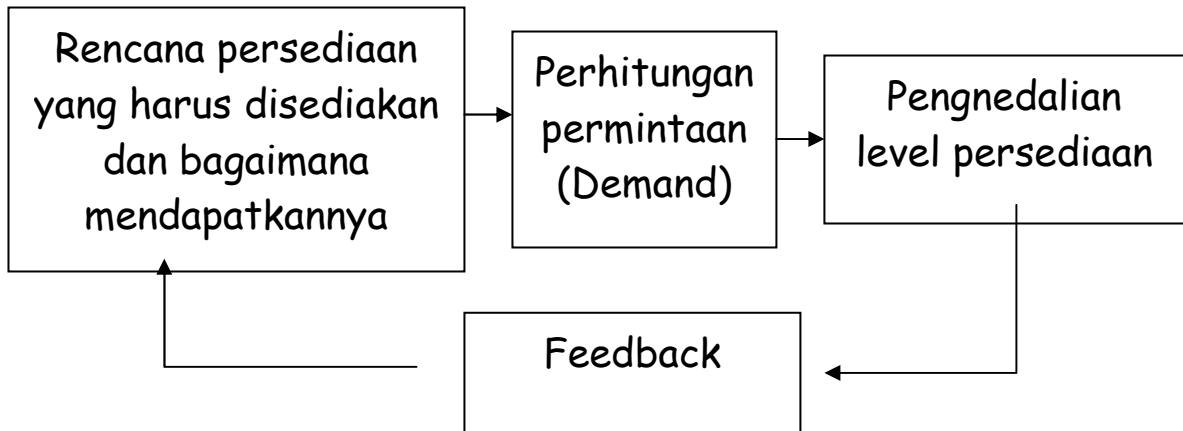 Rencana persediaan
yang harus disediakan
dan bagaimana
mendapatkannya
Perhitungan
permintaan
(Demand)
Pengnedalian
level persediaan
Feedback